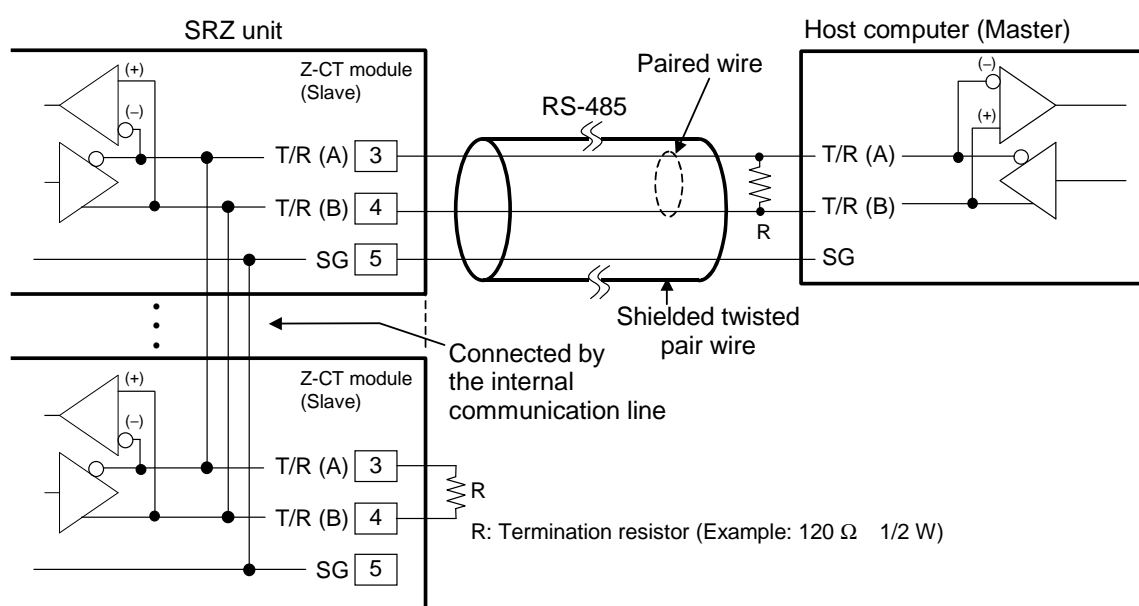 SRZ unit
Host computer (Master)
Z-CT module
(Slave)
(+)
(−)
T/R (A) 3
T/R (B) 4
SG 5
RS-485
Paired wire
R
(−)
(+)
T/R (A)
T/R (B)
SG
Shielded twisted
pair wire
Connected by
the internal
communication line
Z-CT module
(Slave)
(+)
(−)
T/R (A) 3
T/R (B) 4
SG 5
R
R: Termination resistor (Example: 120 Ω 1/2 W)